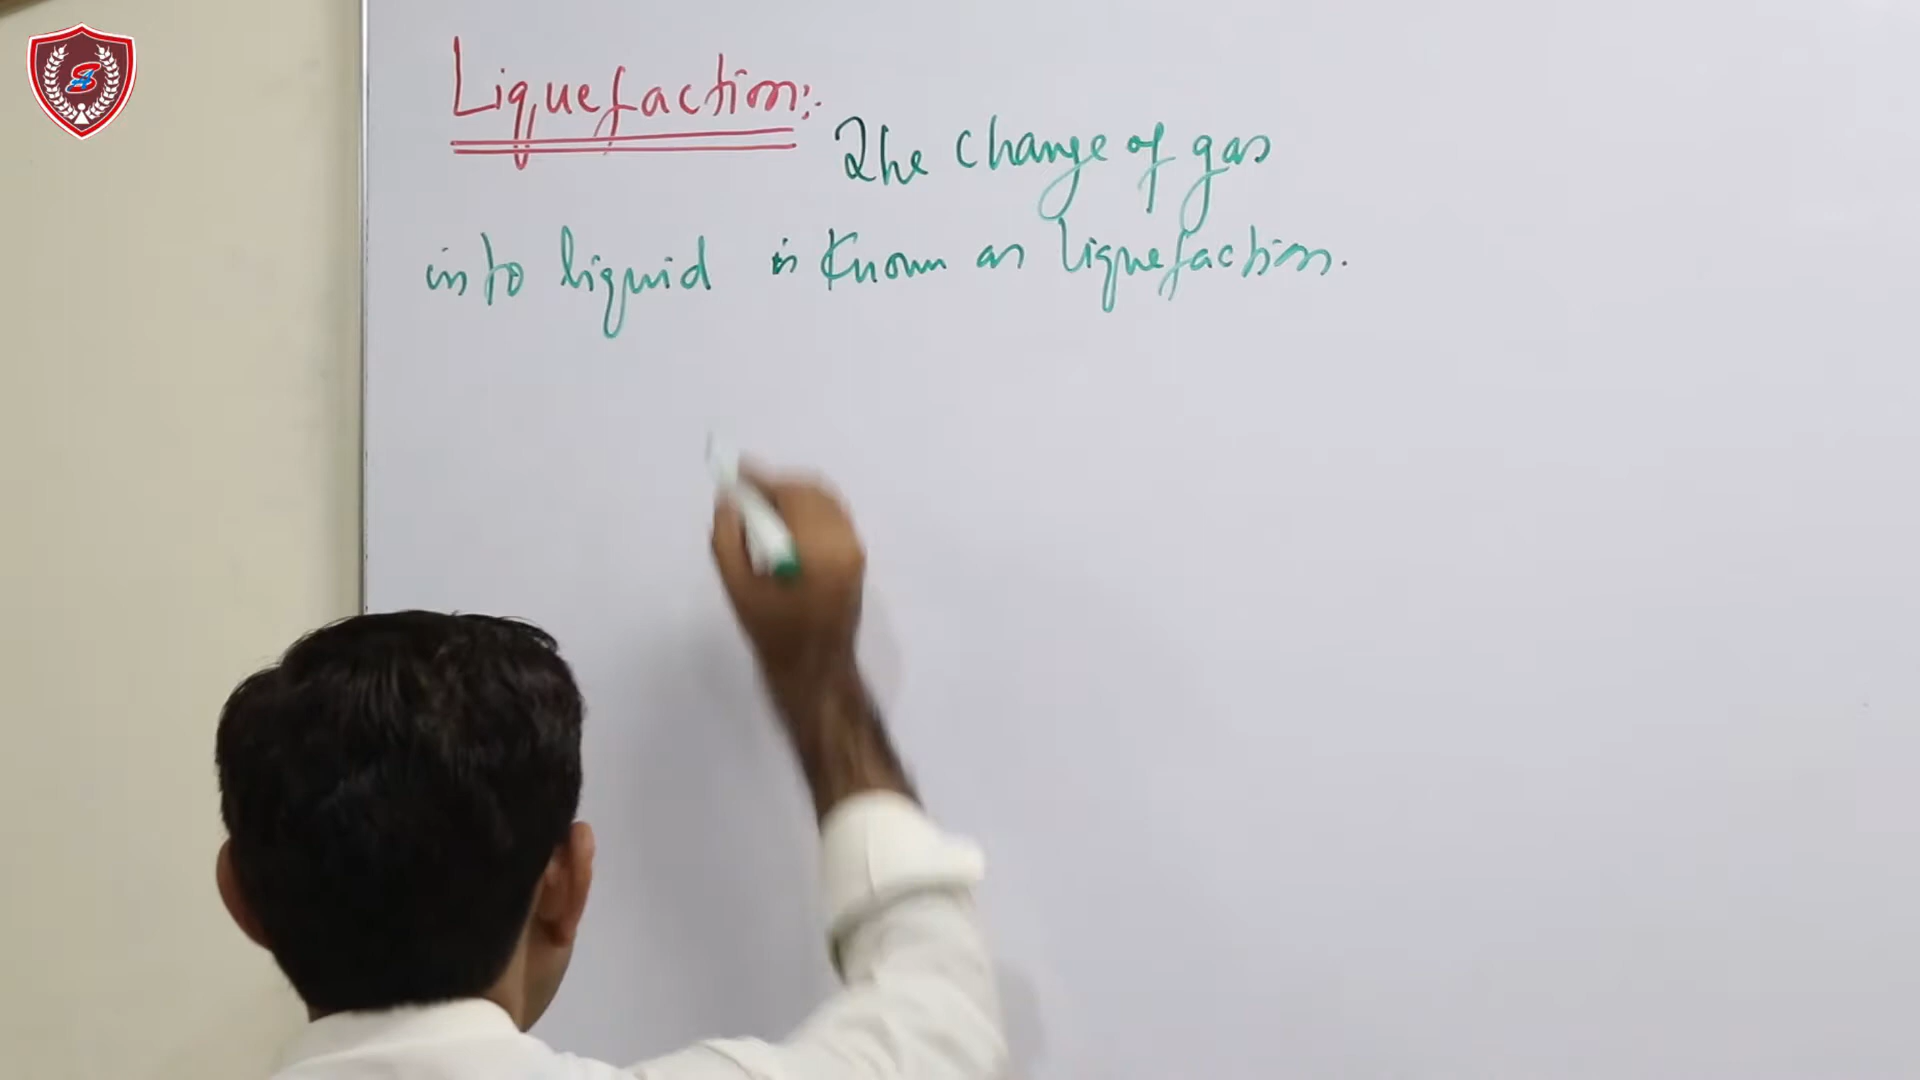 Liquefaction:-
The change of gas
into liquid is known as liquefaction.